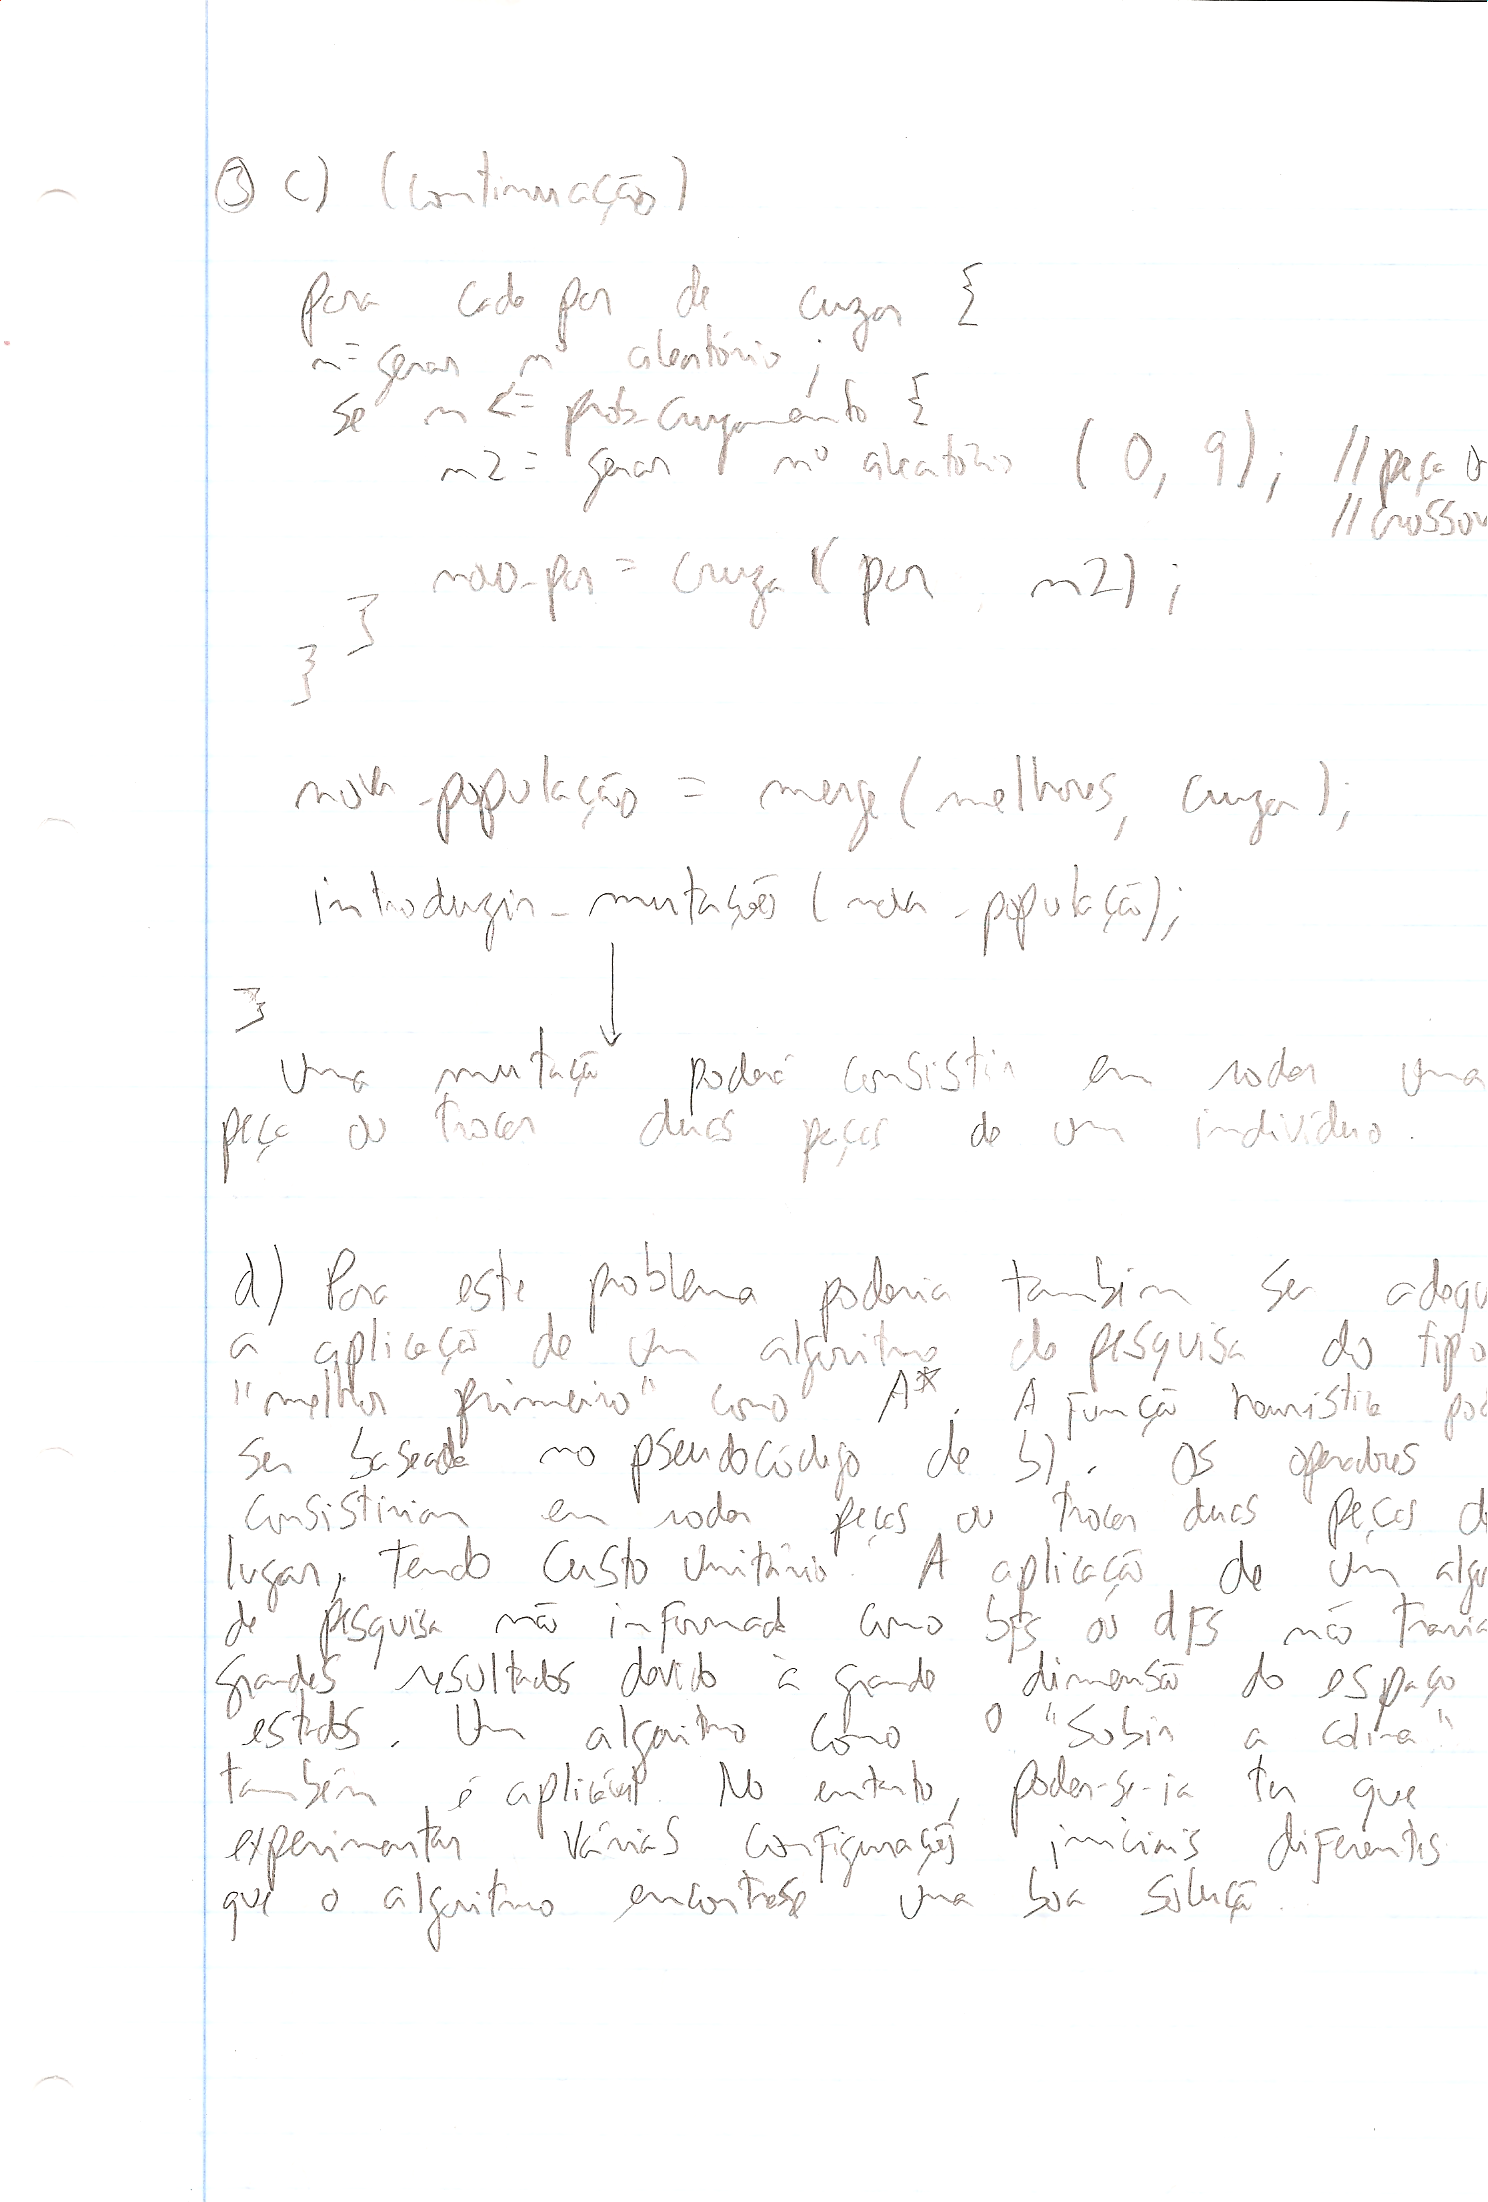 ③ c) (continuação)
para cada par de cruzar {
n = gerar nº aleatório;
se n <= prob_cruzamento {
n2 = gerar nº aleatório (0, 9); // peça
// crossov
novo_par = cruza (par, n2);
}
}
nova_população = merge(melhores, cruzar);
introduzir_mutações (nova_população);
}
Uma mutação poderá consistir em rodar uma
peça ou trocar duas peças de um indivíduo.
d) Para este problema poderia também ser adequ
a aplicação de um algoritmo de pesquisa do tipo
"melhor primeiro" como A*. A função heurística pod
ser baseada no pseudocódigo de b). Os operadores
consistiriam em rodar peças ou trocar duas peças d
lugar, tendo custo unitário. A aplicação de um algo
de pesquisa não informada como bfs ou dfs não traria
grandes resultados devido à grande dimensão do espaço
estados. Um algoritmo como o "Subir a colina"
também é aplicável. No entanto, poder-se-ia ter que
experimentar várias configurações iniciais diferentes
que o algoritmo encontrasse uma boa solução.